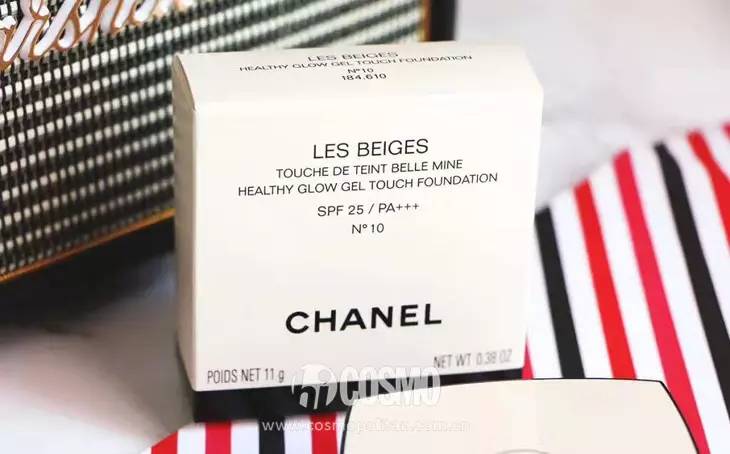 LES BEIGES
HEALTHY GLOW GEL TOUCH FOUNDATION
N°10
184.610
LES BEIGES
TOUCHE DE TEINT BELLE MINE
HEALTHY GLOW GEL TOUCH FOUNDATION
SPF 25 / PA+++
N°10
CHANEL
POIDS NET 11 g
NET WT 0.38 OZ
COSMO
www.cosmopolitan.com.cn